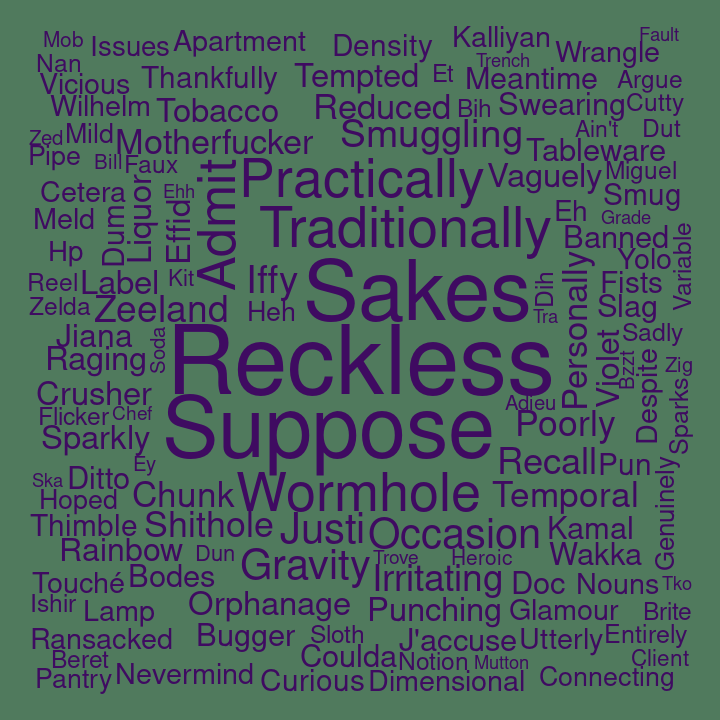 Mob Issues Apartment Density Kalliyan Fault
Nan Trench Wrangle
Vicious Thankfully Tempted Et Meantime Argue
Wilhelm Tobacco Reduced Bih Swearing Cutty
Zed Mild Motherfucker Smuggling Ain't Dut
Pipe Bill Faux Tableware
Cetera Ehh Admit Practically Vaguely Miguel
Meld Dum Liquor Effid Traditionally Eh Smug
Grade
Hp Banned
Reel Label Kit Iffy Sakes Dih Personally Fists Yolo Variable
Zelda Zeeland Heh Tra Slag
Jiana Soda Reckless Violet Sadly
Raging Bzzt Despite Zig
Crusher Adieu Sparks
Flicker Chef Suppose Poorly
Sparkly
Ey Recall Pun
Ska Ditto Wormhole Temporal Genuinely
Hoped Chunk
Thimble Shithole Justi Occasion Kamal
Rainbow Dun Gravity Trove Heroic Wakka
Touché Bodes Irritating Doc Nouns Tko
Ishir Lamp Orphanage Punching Glamour Brite
Ransacked Bugger Sloth J'accuse Utterly Entirely
Beret Coulda Notion Mutton Client
Pantry Nevermind Curious Dimensional Connecting